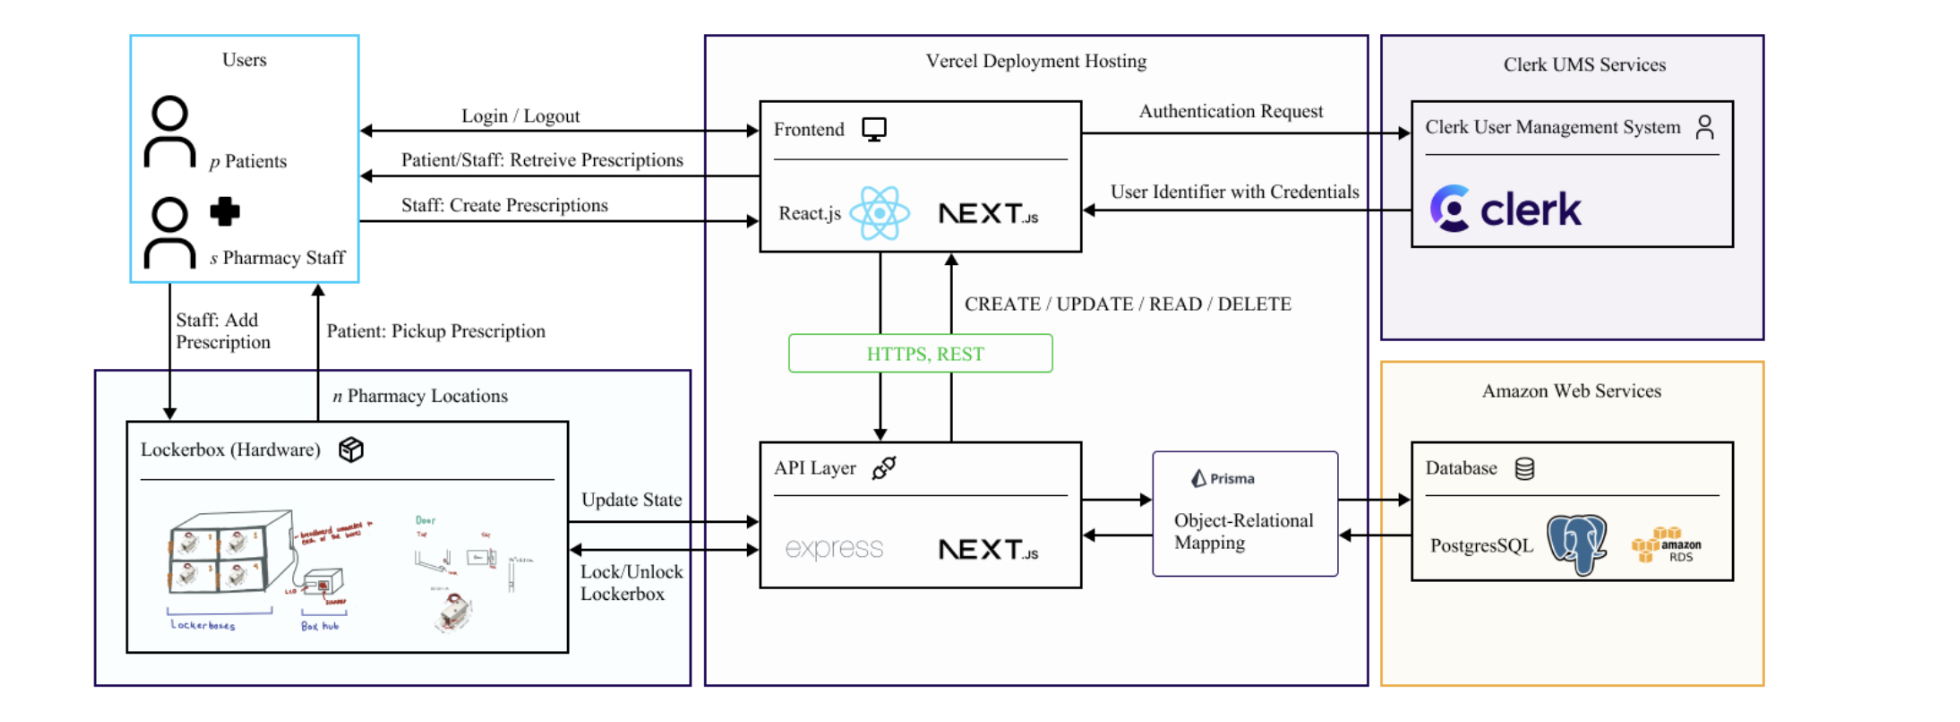 Users
p Patients
s Pharmacy Staff
Login / Logout
Patient/Staff: Retreive Prescriptions
Staff: Create Prescriptions
Staff: Add
Prescription
Patient: Pickup Prescription
n Pharmacy Locations
Lockerbox (Hardware)
Lockerboxes
Box hub
Door
Update State
Lock/Unlock
Lockerbox
Vercel Deployment Hosting
Frontend
React.js
NEXT.JS
CREATE / UPDATE / READ / DELETE
HTTPS, REST
API Layer
express
NEXT.JS
Prisma
Object-Relational
Mapping
Authentication Request
User Identifier with Credentials
Clerk UMS Services
Clerk User Management System
clerk
Amazon Web Services
Database
PostgresSQL
amazon
RDS